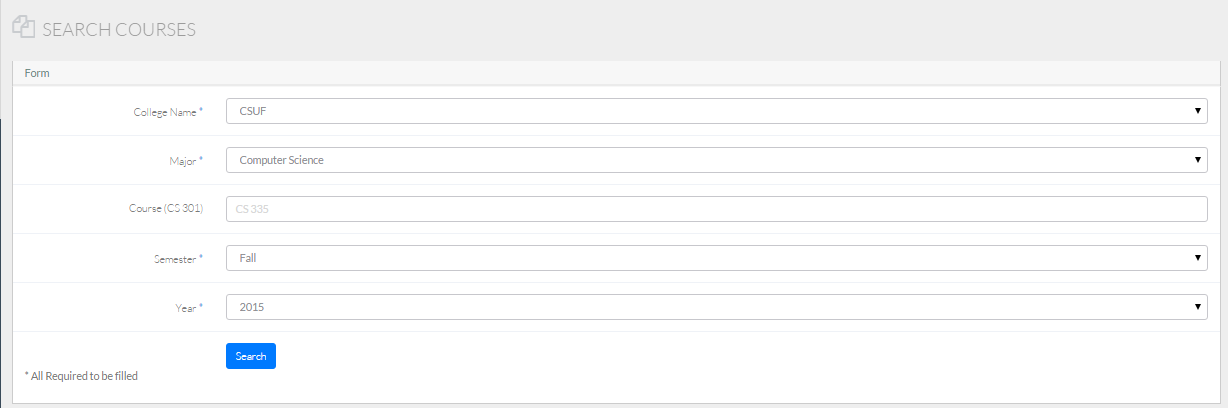 SEARCH COURSES
Form
College Name * CSUF
Major * Computer Science
Course (CS 301) CS 335
Semester * Fall
Year * 2015
Search
* All Required to be filled